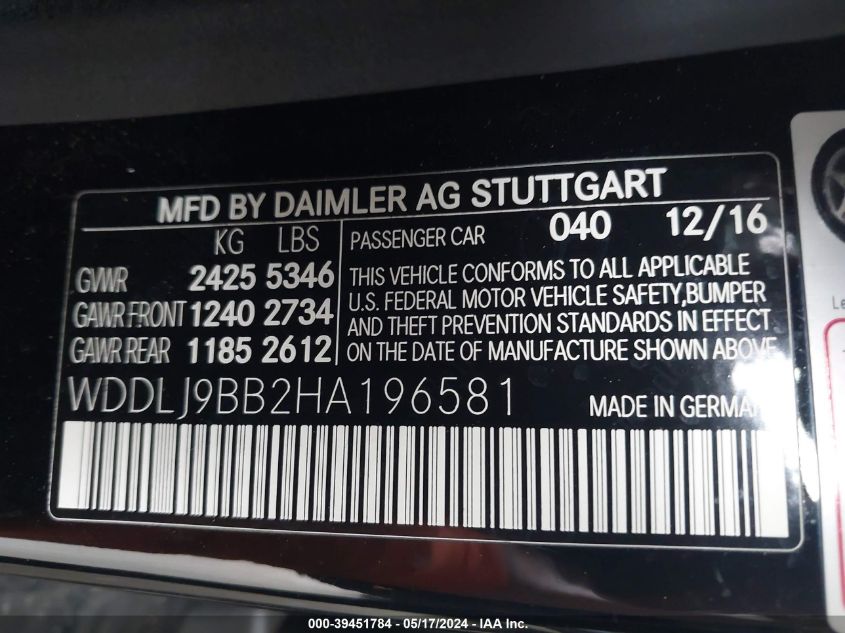 MFD BY DAIMLER AG STUTTGART
KG LBS
PASSENGER CAR 040 12/16
GVWR 2425 5346
GAWR FRONT 1240 2734
GAWR REAR 1185 2612
THIS VEHICLE CONFORMS TO ALL APPLICABLE
U.S. FEDERAL MOTOR VEHICLE SAFETY,BUMPER
AND THEFT PREVENTION STANDARDS IN EFFECT
ON THE DATE OF MANUFACTURE SHOWN ABOVE
WDDLJ9BB2HA196581
MADE IN GERMANY
Le
000-39451784 - 05/17/2024 - IAA Inc.